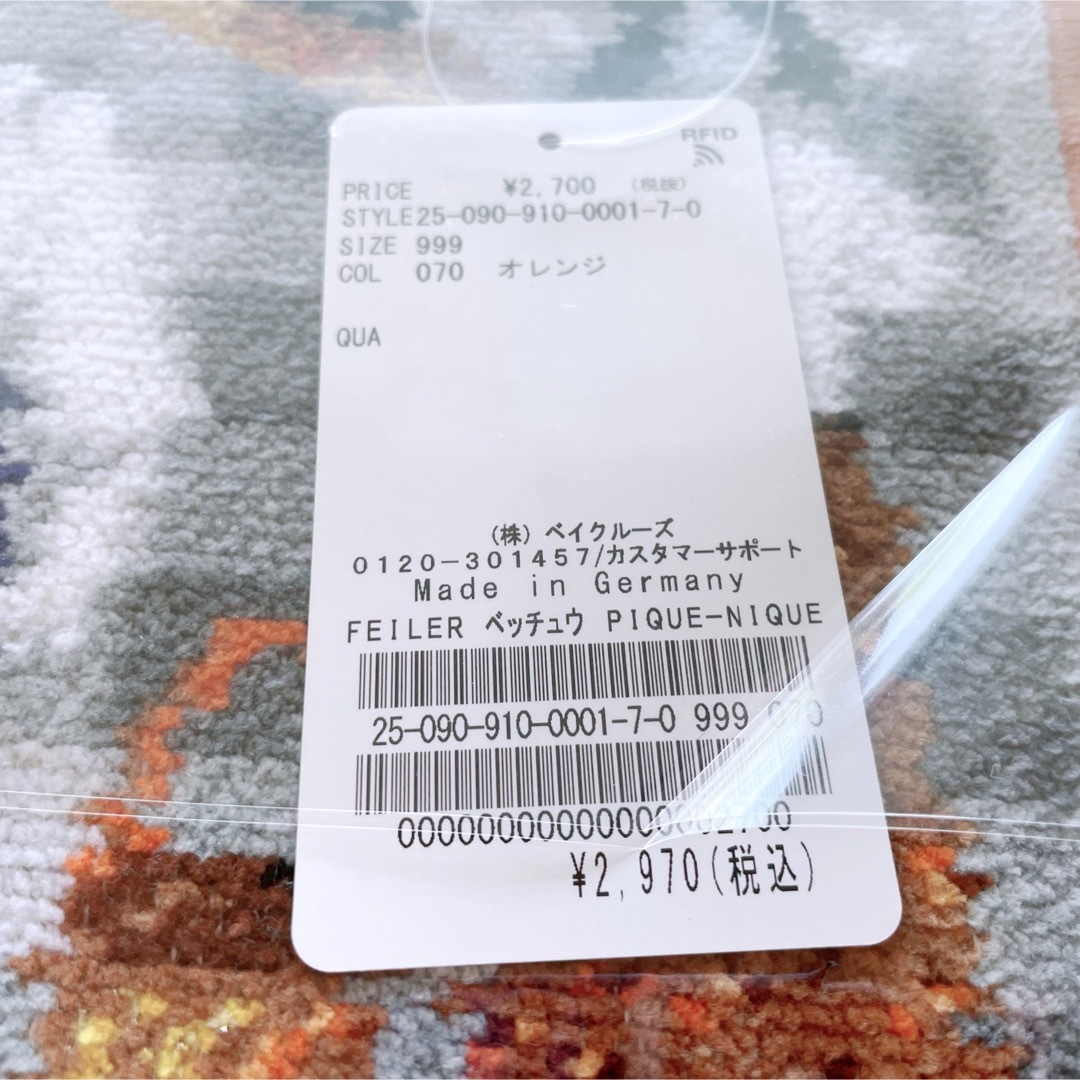 RFID
PRICE ¥2,700 (税抜)
STYLE 25-090-910-0001-7-0
SIZE 999
COL 070 オレンジ
QUA
(株) ベイクルーズ
0120-301457/カスタマーサポート
Made in Germany
FEILER ベッチュウ PIQUE-NIQUE
25-090-910-0001-7-0 999
¥2,970(税込)